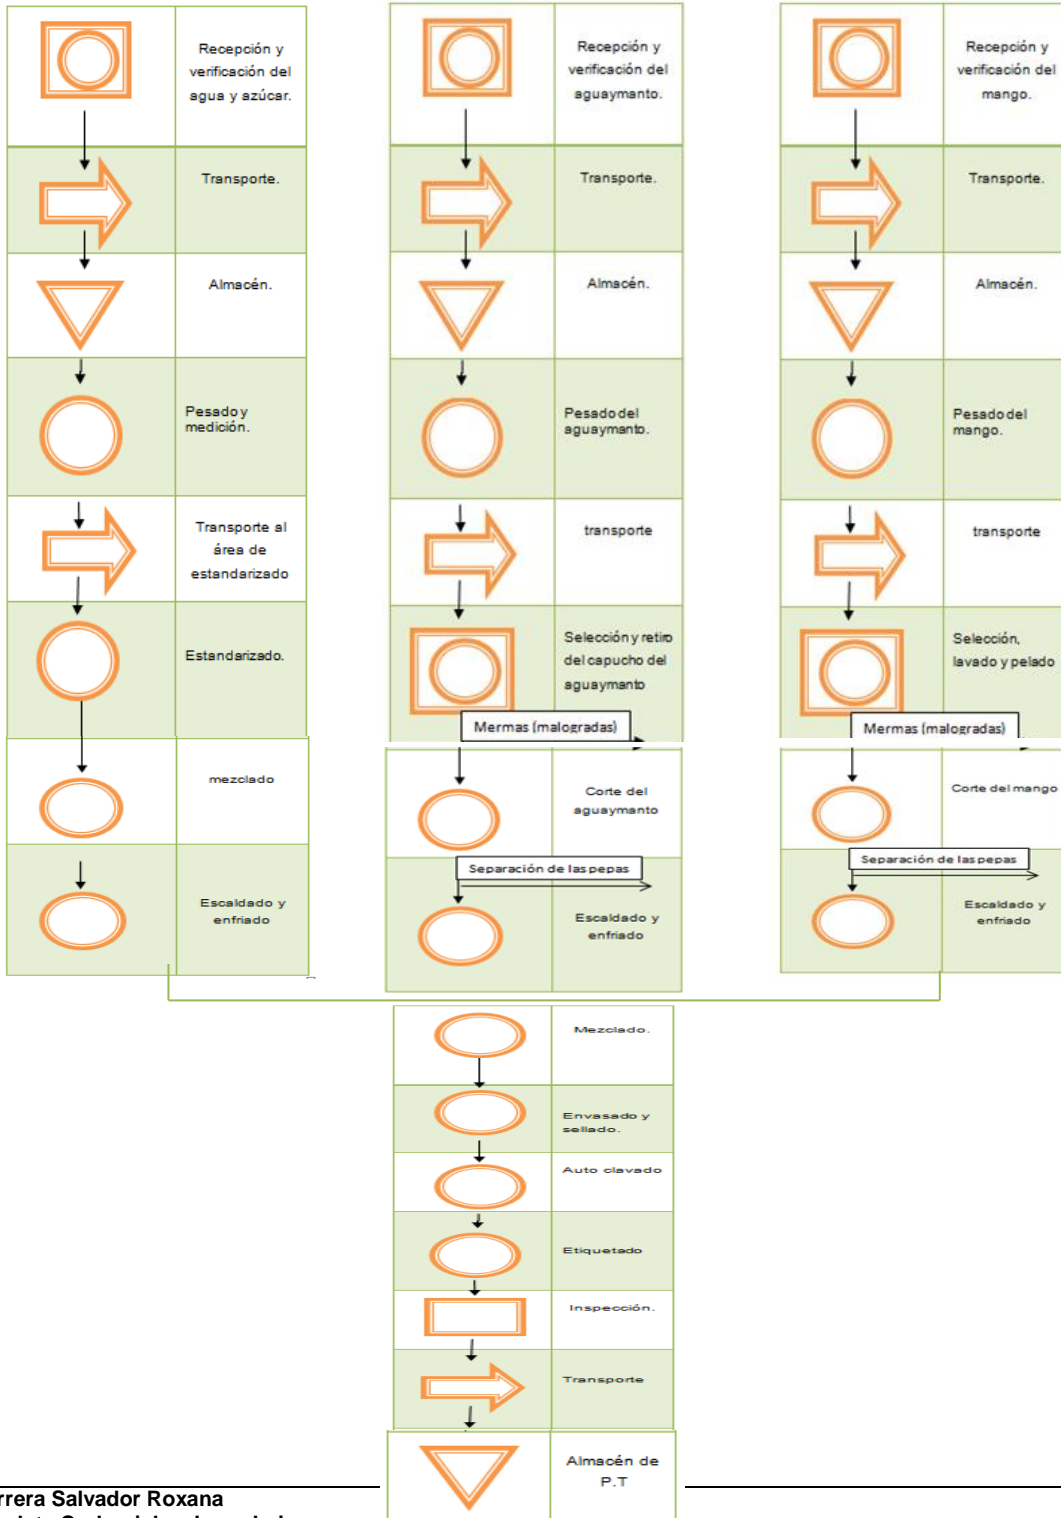 Recepción y
verificación del
agua y azúcar.
Transporte.
Almacén.
Pesado y
medición.
Transporte al
área de
estandarizado
Estandarizado.
mezclado
Escaldado y
enfriado
Recepción y
verificación del
aguaymanto.
Transporte.
Almacén.
Pesado del
aguaymanto.
transporte
Selección y retiro
del capucho del
aguaymanto
Mermas (malogradas)
Corte del
aguaymanto
Separación de las pepas
Escaldado y
enfriado
Recepción y
verificación del
mango.
Transporte.
Almacén.
Pesado del
mango.
transporte
Selección,
lavado y pelado
Mermas (malogradas)
Corte del mango
Separación de las pepas
Escaldado y
enfriado
Mezclado.
Envasado y
sellado.
Auto clavado
Etiquetado
Inspección.
Transporte
Almacén de
P.T
rrera Salvador Roxana